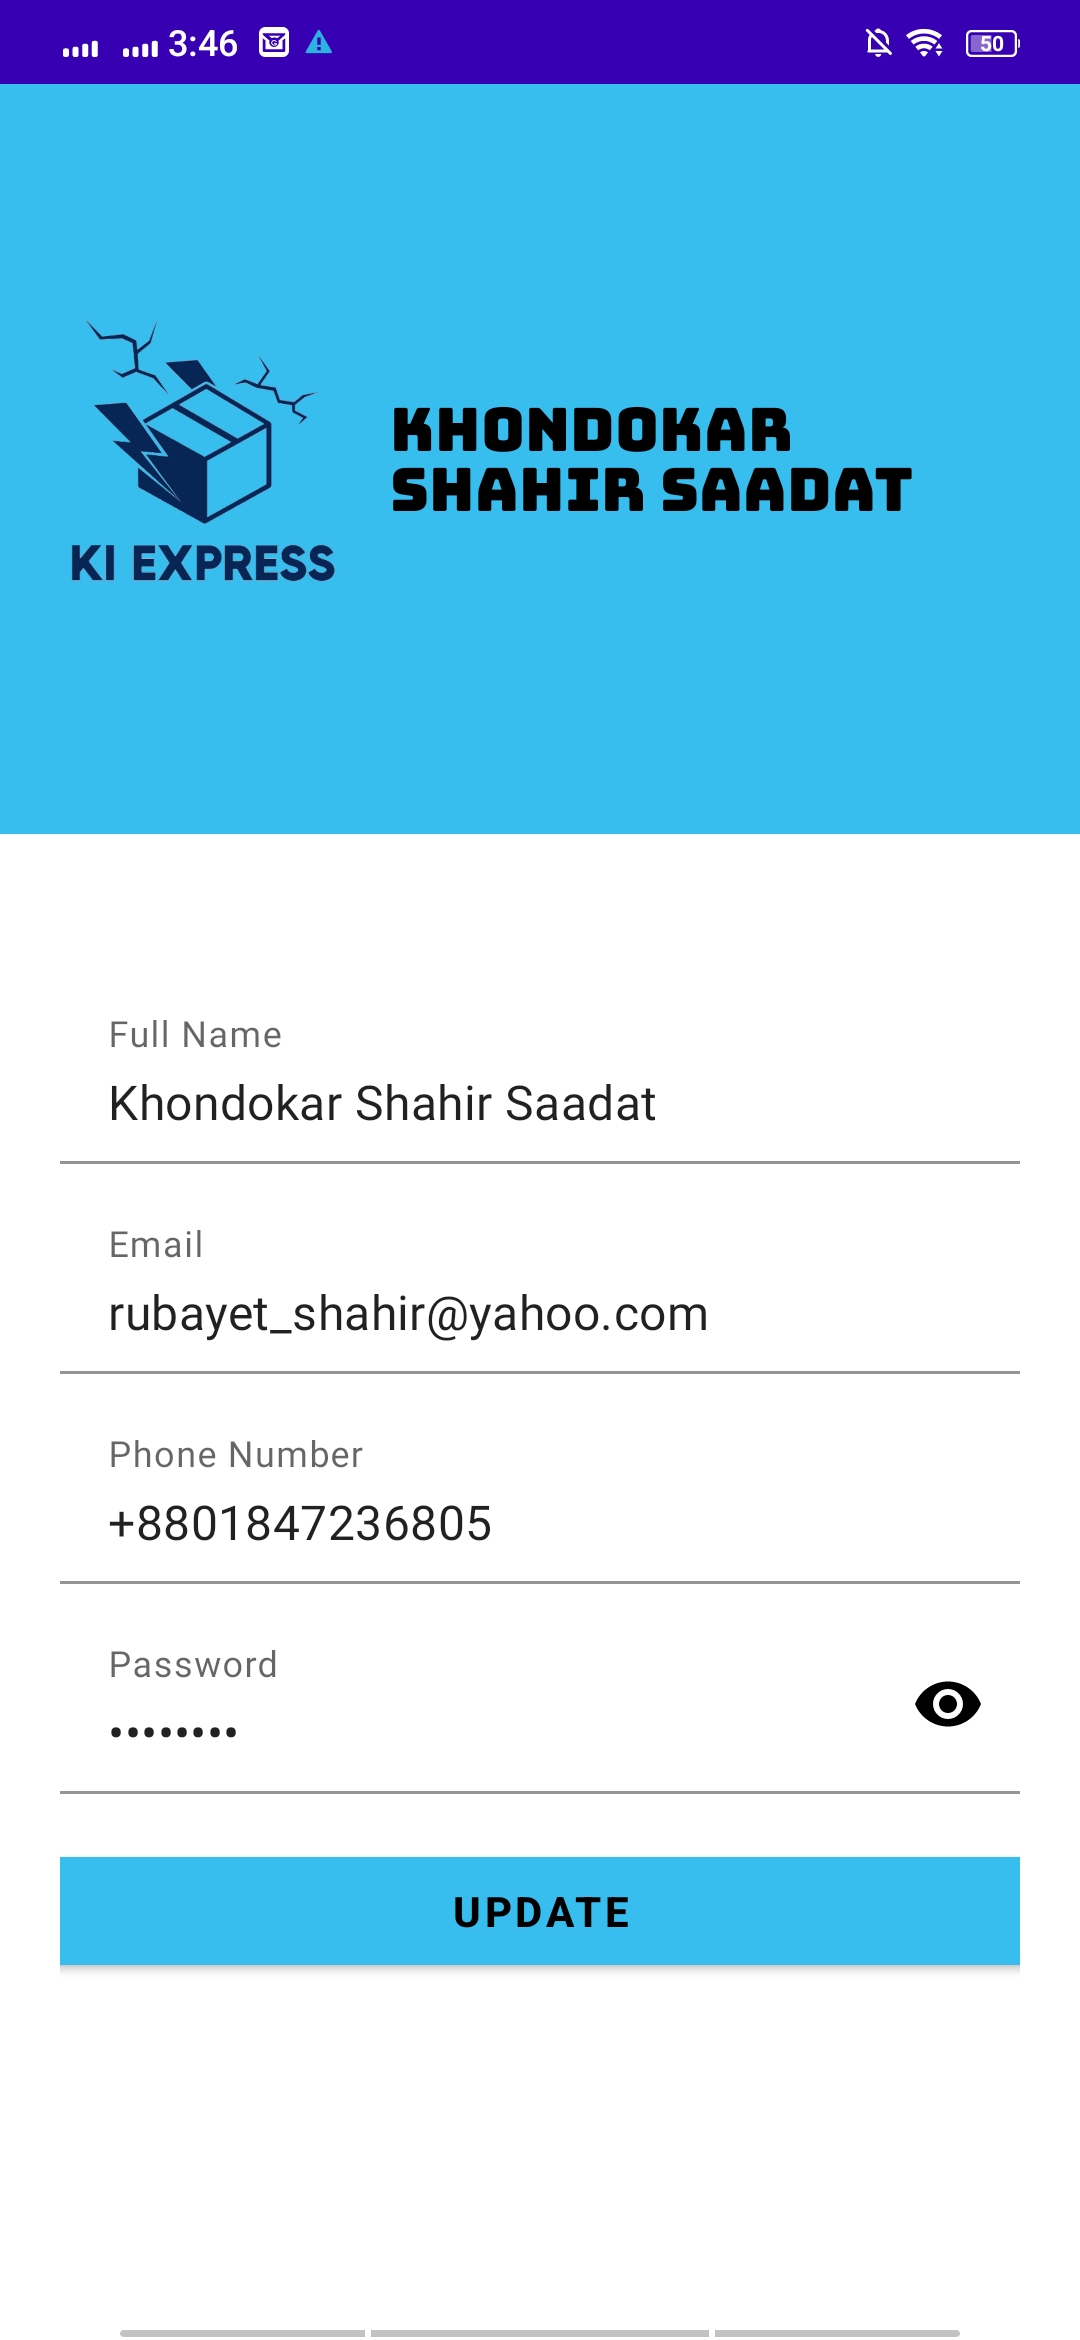 3:46
50
KHONDOKAR
SHAHIR SAADAT
KI EXPRESS
Full Name
Khondokar Shahir Saadat
Email
rubayet_shahir@yahoo.com
Phone Number
+8801847236805
Password
••••••••
UPDATE